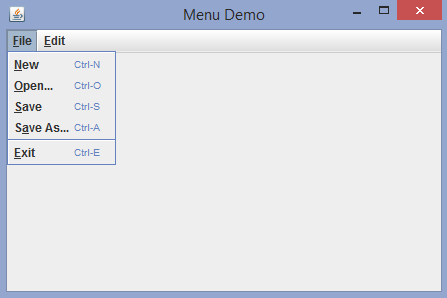 Menu Demo
File Edit
New Ctrl-N
Open... Ctrl-O
Save Ctrl-S
Save As... Ctrl-A
Exit Ctrl-E